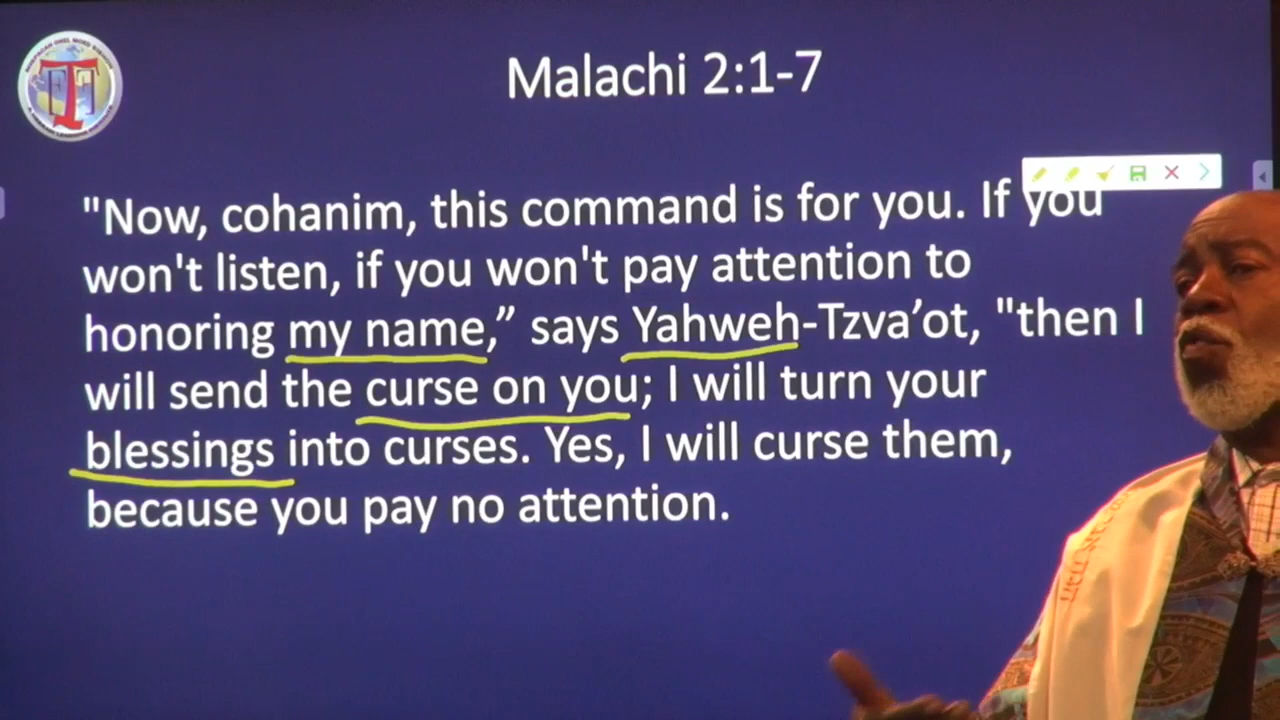 Malachi 2:1-7
"Now, cohanim, this command is for you. If you
won't listen, if you won't pay attention to
honoring my name,” says Yahweh-Tzva’ot, "then I
will send the curse on you; I will turn your
blessings into curses. Yes, I will curse them,
because you pay no attention.